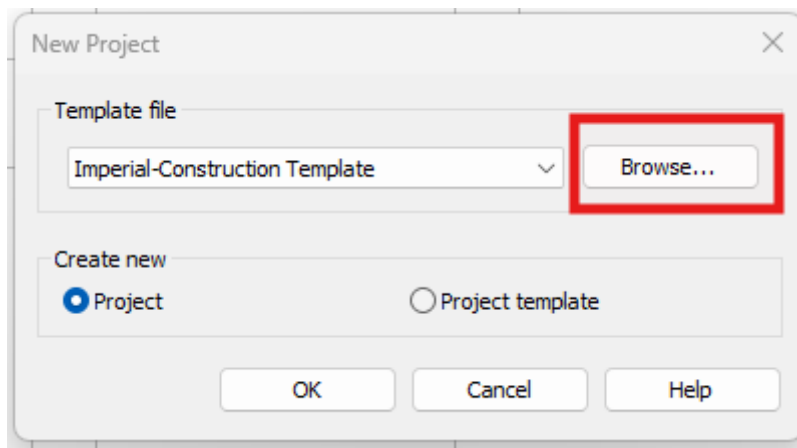 New Project
Template file
Imperial-Construction Template
Browse...
Create new
Project
Project template
OK
Cancel
Help